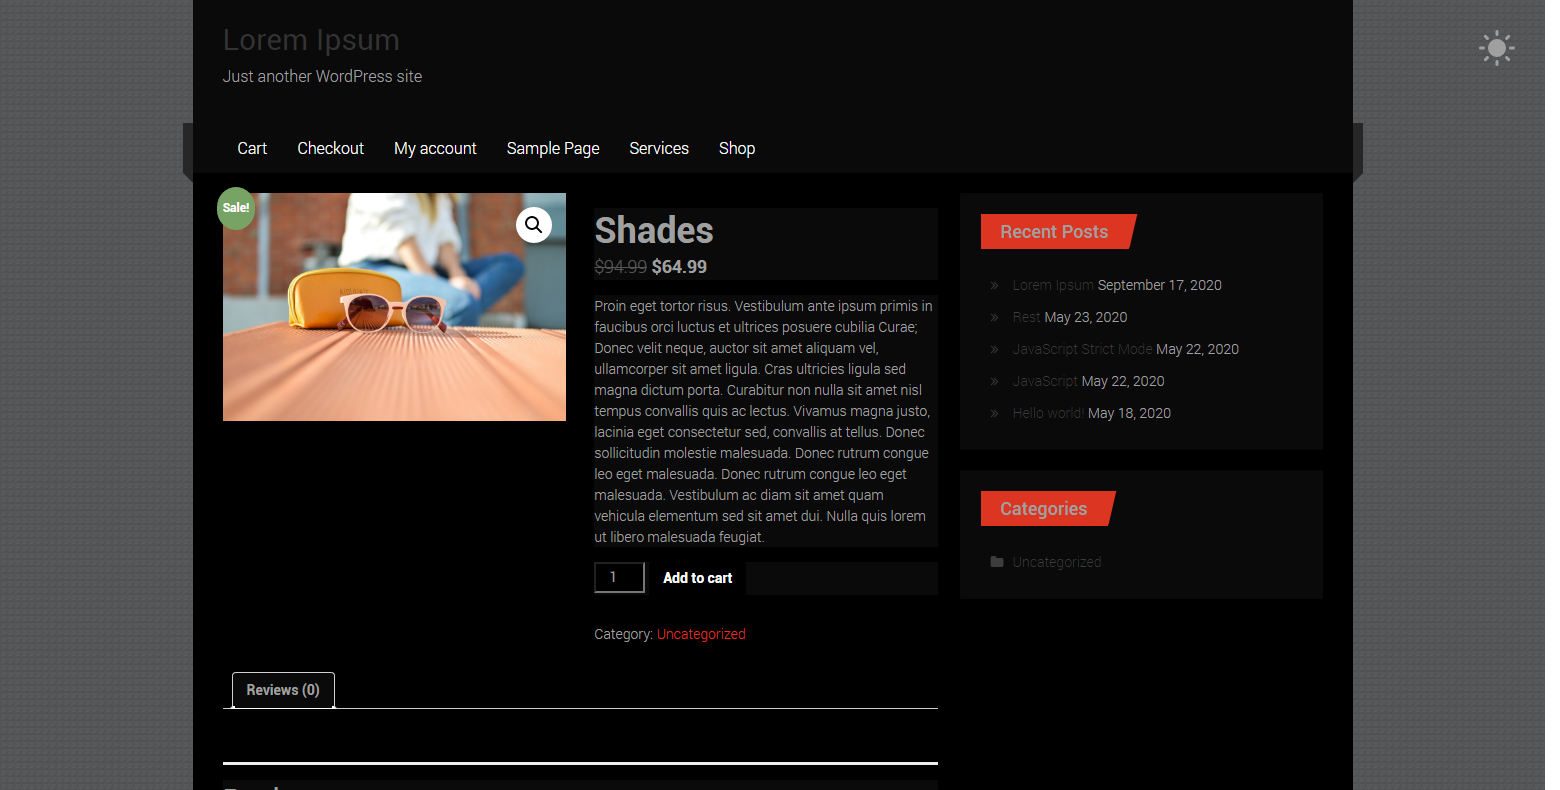 Lorem Ipsum
Just another WordPress site
Cart Checkout My account Sample Page Services Shop
Sale!
Shades
$94.99 $64.99
Proin eget tortor risus. Vestibulum ante ipsum primis in
faucibus orci luctus et ultrices posuere cubilia Curae;
Donec velit neque, auctor sit amet aliquam vel,
ullamcorper sit amet ligula. Cras ultricies ligula sed
magna dictum porta. Curabitur non nulla sit amet nisl
tempus convallis quis ac lectus. Vivamus magna justo,
lacinia eget consectetur sed, convallis at tellus. Donec
sollicitudin molestie malesuada. Donec rutrum congue
leo eget malesuada. Donec rutrum congue leo eget
malesuada. Vestibulum ac diam sit amet quam
vehicula elementum sed sit amet dui. Nulla quis lorem
ut libero malesuada feugiat.
1 Add to cart
Category: Uncategorized
Reviews (0)
Recent Posts
Lorem Ipsum September 17, 2020
Rest May 23, 2020
JavaScript Strict Mode May 22, 2020
JavaScript May 22, 2020
Hello world! May 18, 2020
Categories
Uncategorized